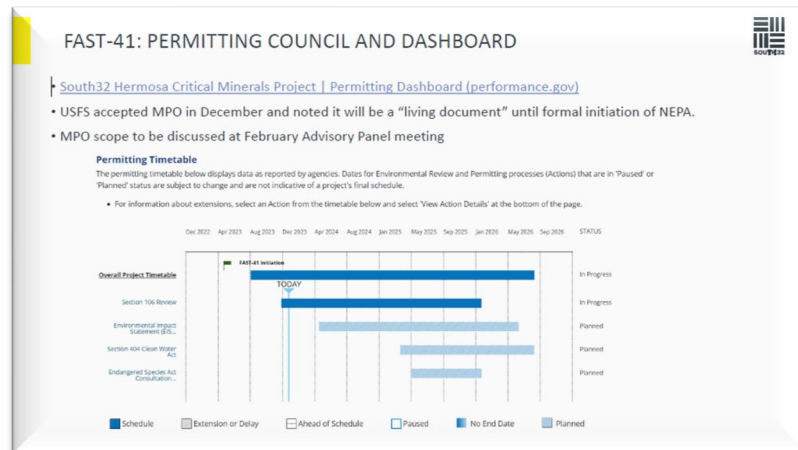 FAST-41: PERMITTING COUNCIL AND DASHBOARD
SOUTH32
• South32 Hermosa Critical Minerals Project | Permitting Dashboard (performance.gov)
• USFS accepted MPO in December and noted it will be a “living document” until formal initiation of NEPA.
• MPO scope to be discussed at February Advisory Panel meeting
Permitting Timetable
The permitting timetable below displays data as reported by agencies. Dates for Environmental Review and Permitting processes (Actions) that are in 'Paused' or
'Planned' status are subject to change and are not indicative of a project's final schedule.
• For information about extensions, select an Action from the timetable below and select 'View Action Details' at the bottom of the page.
Dec 2022 Apr 2023 Aug 2023 Dec 2023 Apr 2024 Aug 2024 Jan 2025 May 2025 Sep 2025 Jan 2026 May 2026 Sep 2026 STATUS
FAST-41 Initiation
Overall Project Timetable In Progress
TODAY
Section 106 Review In Progress
Environmental Impact Planned
Statement (EIS...
Section 404 Clean Water Planned
Act
Endangered Species Act Planned
Consultation...
Schedule Extension or Delay Ahead of Schedule Paused No End Date Planned